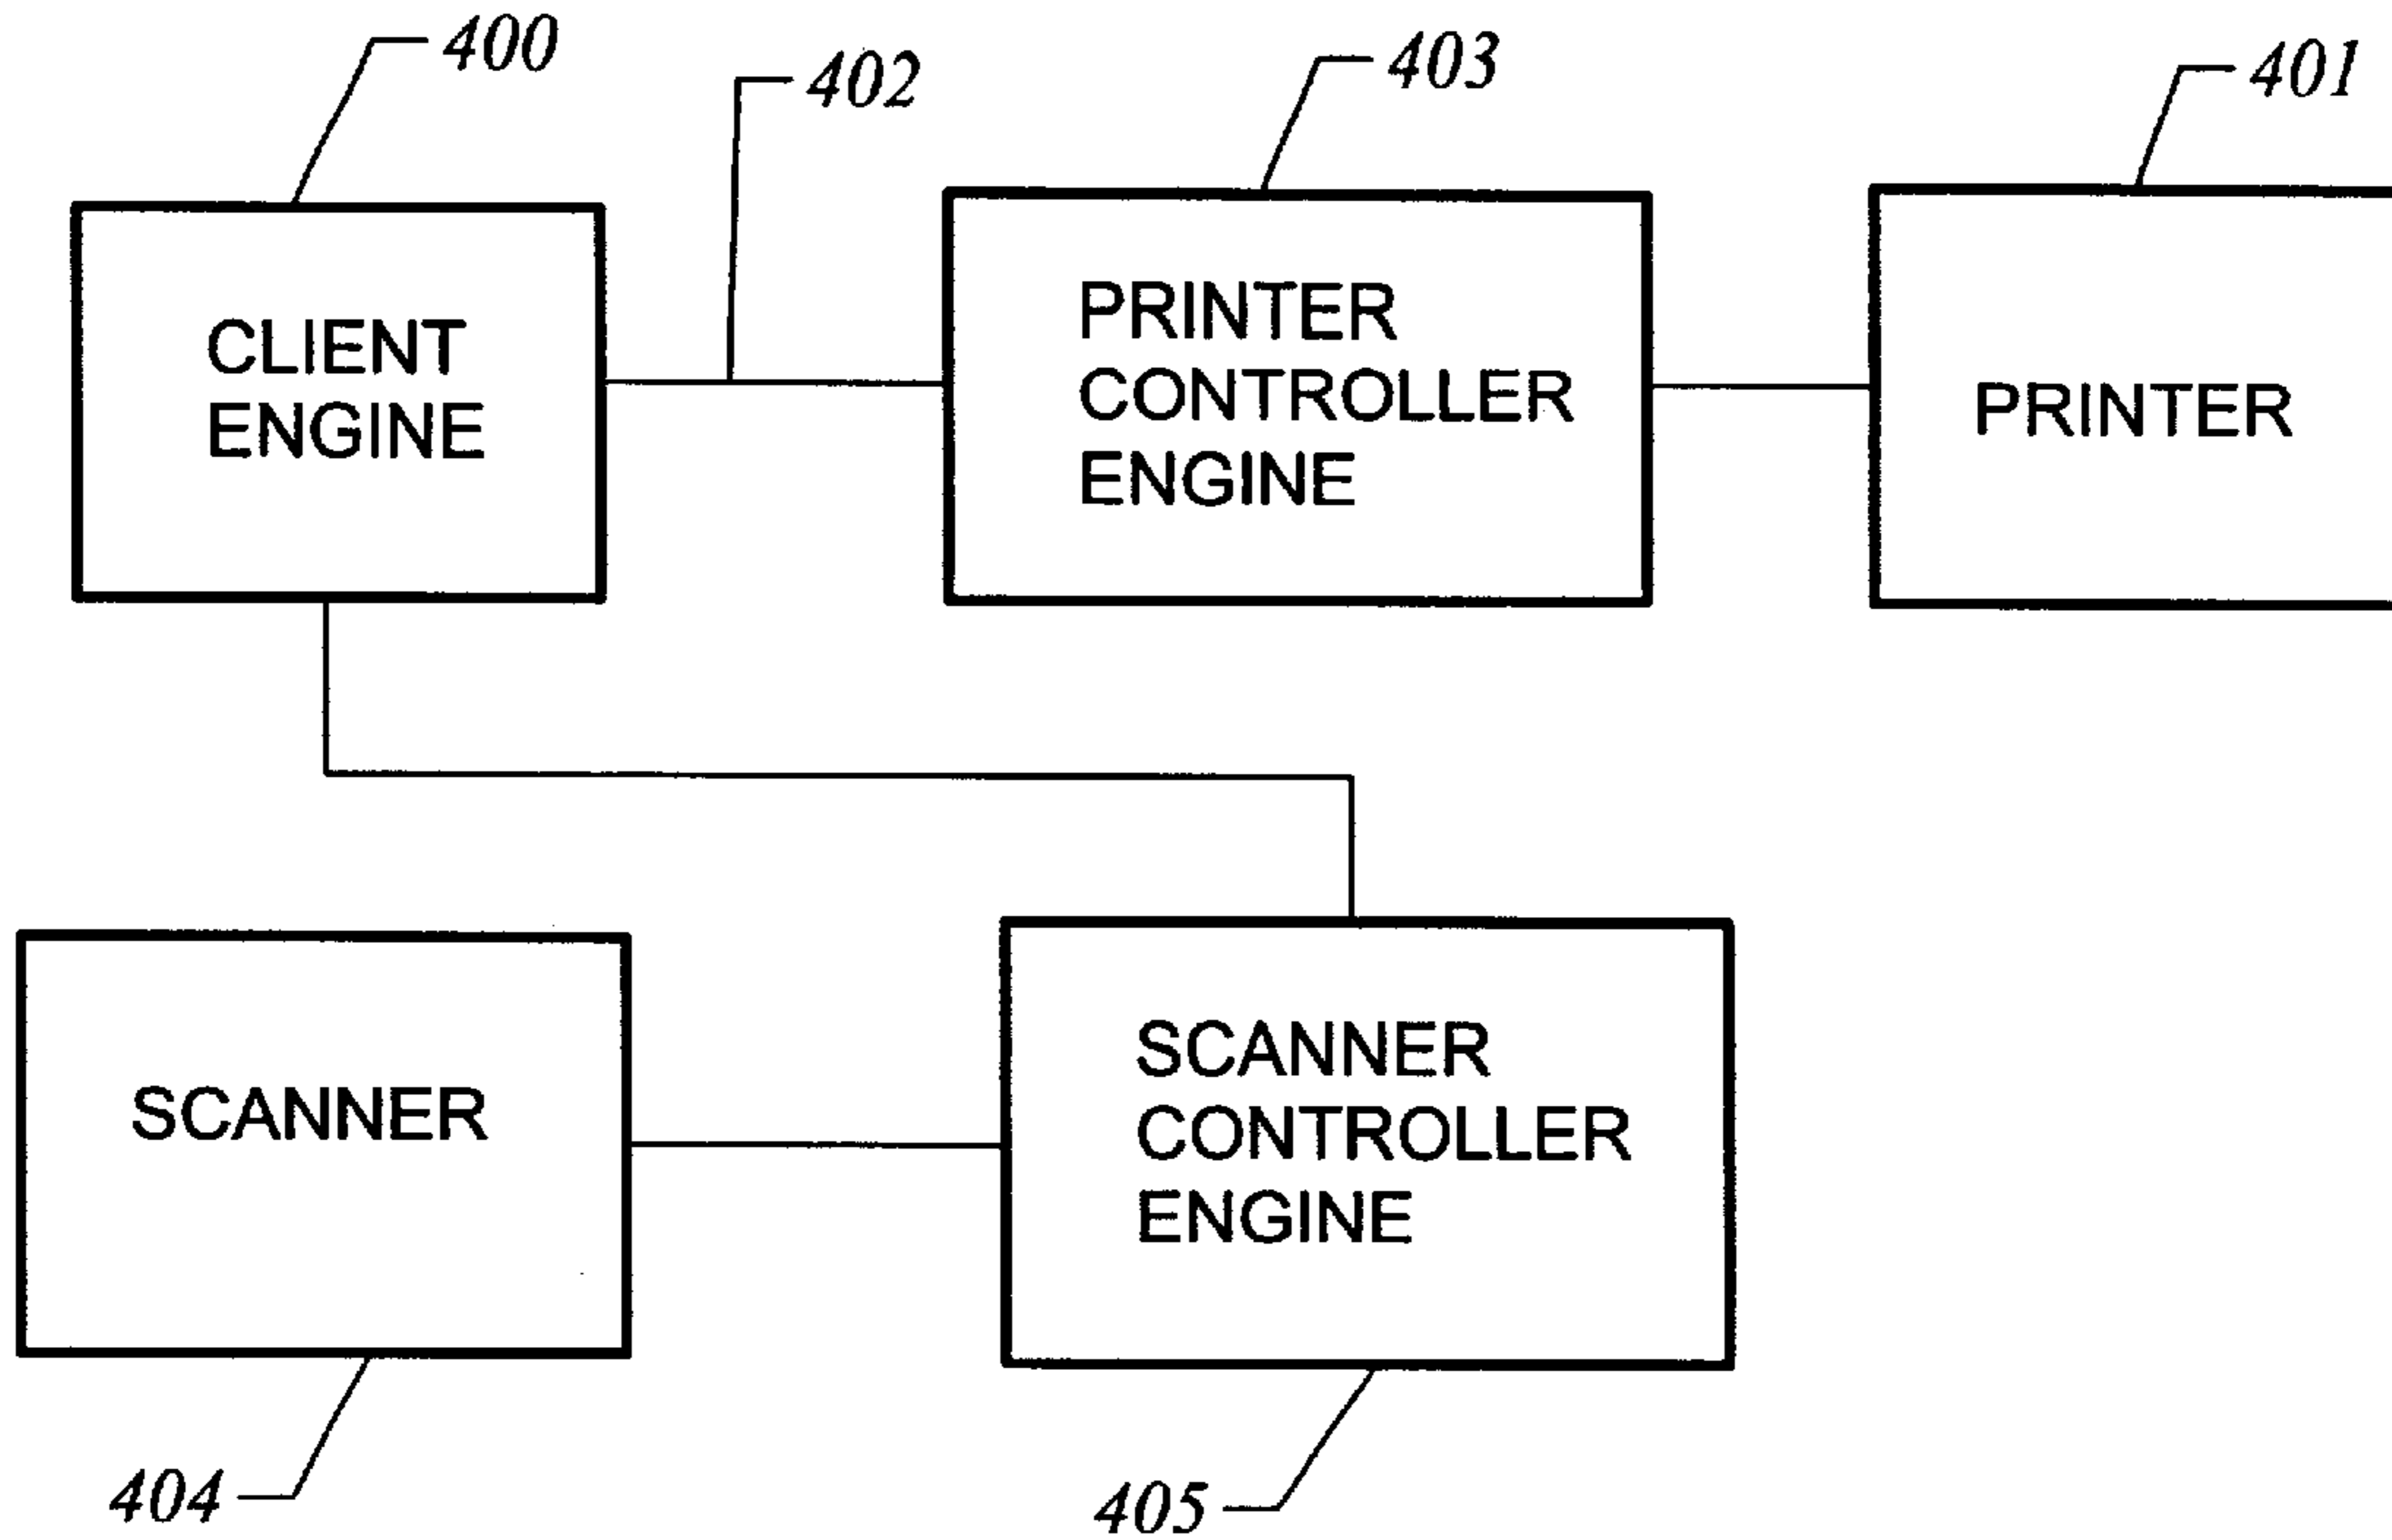 400
402
403
401
CLIENT
ENGINE
PRINTER
CONTROLLER
ENGINE
PRINTER
SCANNER
SCANNER
CONTROLLER
ENGINE
404
405